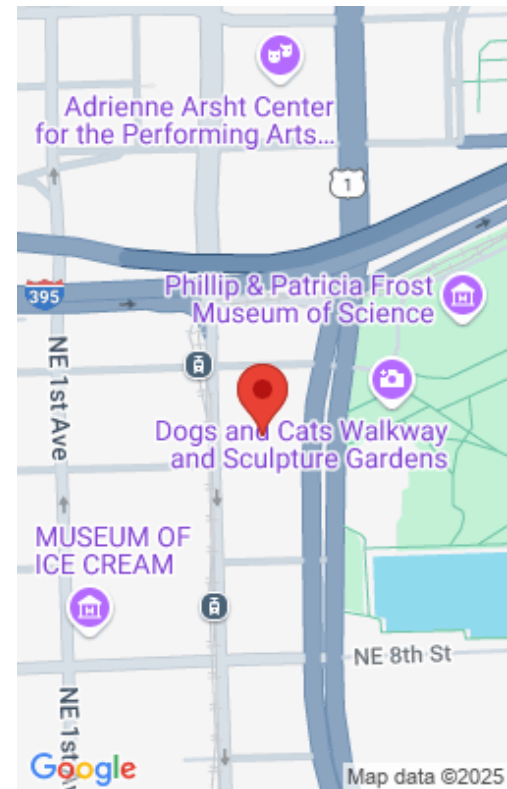 Adrienne Arsht Center
for the Performing Arts...
1
395
Phillip & Patricia Frost
Museum of Science
NE 1st Ave
Dogs and Cats Walkway
and Sculpture Gardens
MUSEUM OF
ICE CREAM
NE 8th St
NE 1st Av
Google
Map data ©2025